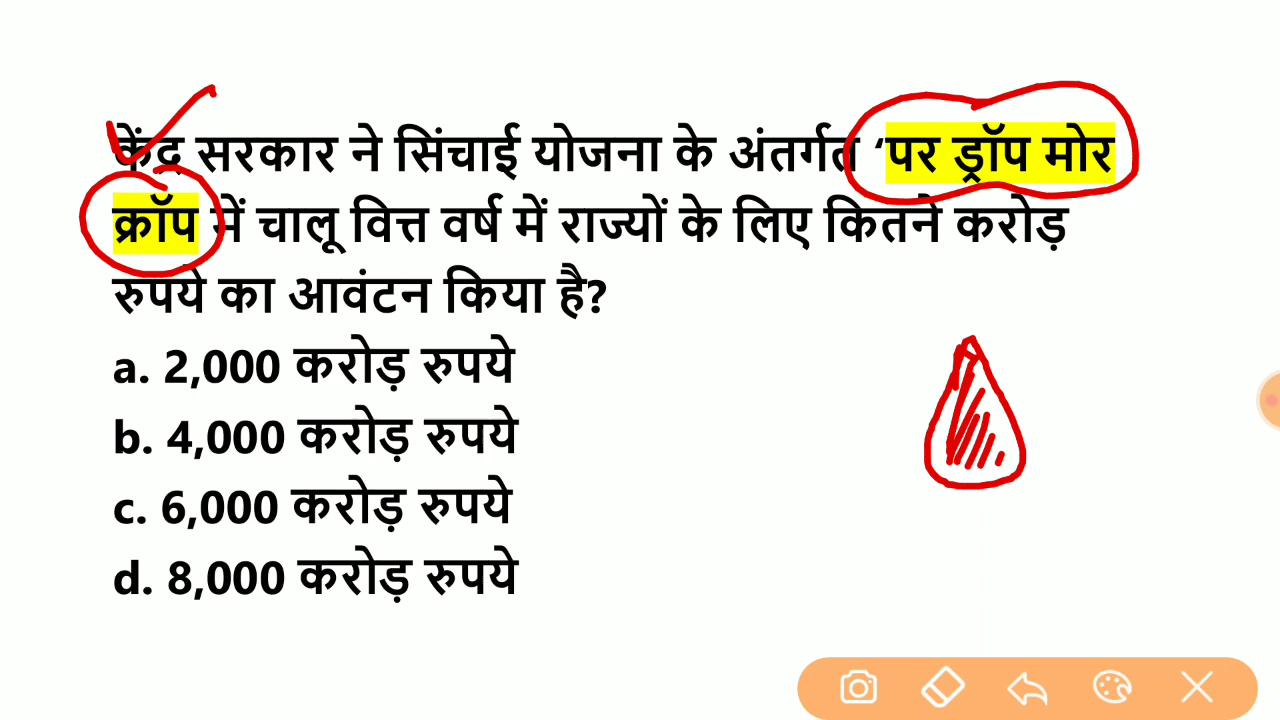 केंद्र सरकार ने सिंचाई योजना के अंतर्गत ‘पर ड्रॉप मोर
क्रॉप में चालू वित्त वर्ष में राज्यों के लिए कितने करोड़
रुपये का आवंटन किया है?
a. 2,000 करोड़ रुपये
b. 4,000 करोड़ रुपये
c. 6,000 करोड़ रुपये
d. 8,000 करोड़ रुपये